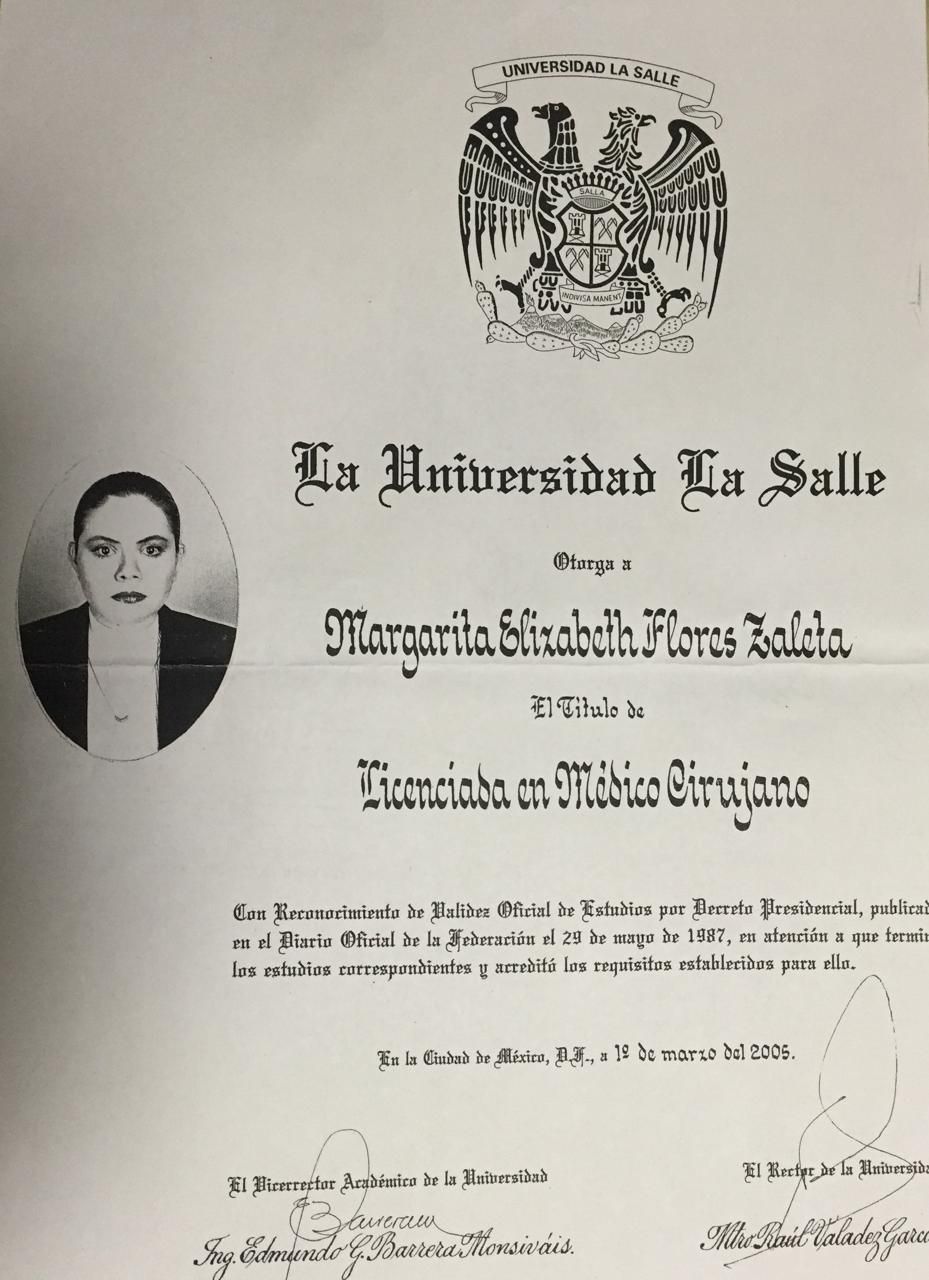 UNIVERSIDAD LA SALLE
SALLA
INDIVISA MANENT
La Universidad La Salle
Otorga a
Margarita Elizabeth Flores Zaleta
El Titulo de
Licenciada en Médico Cirujano
Con Reconocimiento de Validez Oficial de Estudios por Decreto Presidencial, publicad
en el Diario Oficial de la Federación el 29 de mayo de 1987, en atención a que termin
los estudios correspondientes y acreditó los requisitos establecidos para ello.
En la Ciudad de México, D.F., a 1º de marzo del 2005.
El Vicerrector Académico de la Universidad
El Rector de la Universida
Barrera
Ing. Edmundo G. Barrera Monsiváis.
Mtro Raúl Valadez Garcí